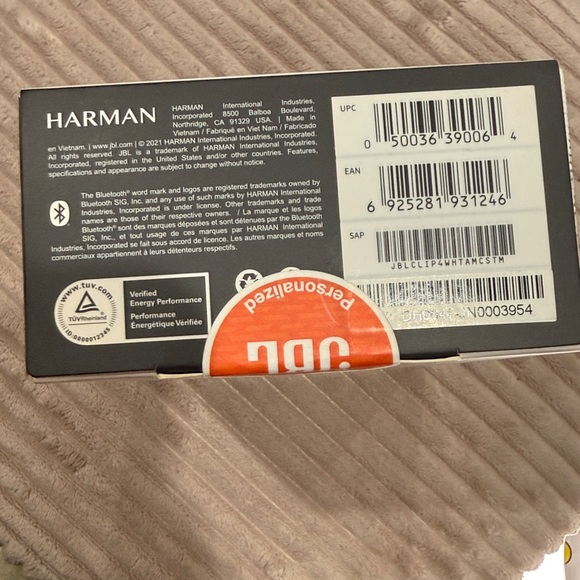 HARMAN
HARMAN International Industries,
Incorporated 8500 Balboa Boulevard,
Northridge, CA 91329 USA. | Made in
Vietnam / Fabriqué en Viet Nam / Fabricado
en Vietnam. | www.jbl.com | © 2021 HARMAN International Industries, Incorporated.
All rights reserved. JBL is a trademark of HARMAN International Industries,
Incorporated, registered in the United States and/or other countries. Features,
specifications and appearance are subject to change without notice.
The Bluetooth® word mark and logos are registered trademarks owned by
Bluetooth SIG, Inc. and any use of such marks by HARMAN International
Industries, Incorporated is under license. Other trademarks and trade
names are those of their respective owners. / La marque et les logos
Bluetooth® sont des marques déposées et sont détenues par the Bluetooth
SIG, Inc., et tout usage de ces marques par HARMAN International
Industries, Incorporated se fait sous accord de licence. Les autres marques et noms
commerciaux appartiennent à leurs détenteurs respectifs.
www.tuv.com
TÜVRheinland
ID:0000012345
Verified
Energy Performance
Performance
Énergétique Vérifiée
Personalized
JBL
UPC
0 50036 39006 4
EAN
6 925281 931246
SAP
JBLCLIP4WHTAMCSTM
JN0003954